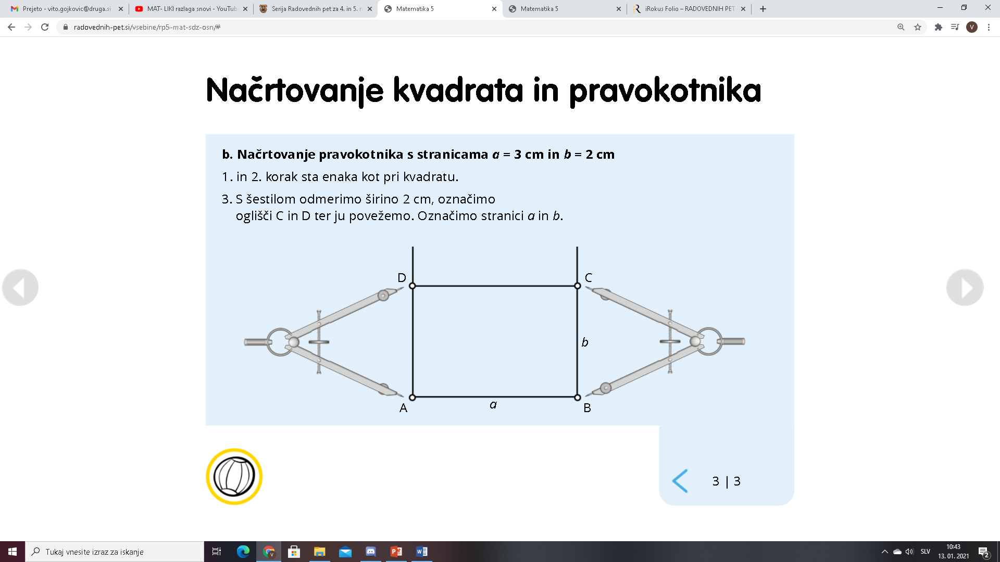 Prejeto - vito.gojkovic@druga.si
MAT- LIKI razlaga snovi - YouTub
Serija Radovednih pet za 4. in 5. r
Matematika 5
Matematika 5
iRokus Folio – RADOVEDNIH PET
radovednih-pet.si/vsebine/rp5-mat-sdz-osn/#
V
Načrtovanje kvadrata in pravokotnika
b. Načrtovanje pravokotnika s stranicama a = 3 cm in b = 2 cm
1. in 2. korak sta enaka kot pri kvadratu.
3. S šestilom odmerimo širino 2 cm, označimo
oglišči C in D ter ju povežemo. Označimo stranici a in b.
D
C
b
a
A
B
3 | 3
Tukaj vnesite izraz za iskanje
V
SLV
10:43
13. 01. 2021
2